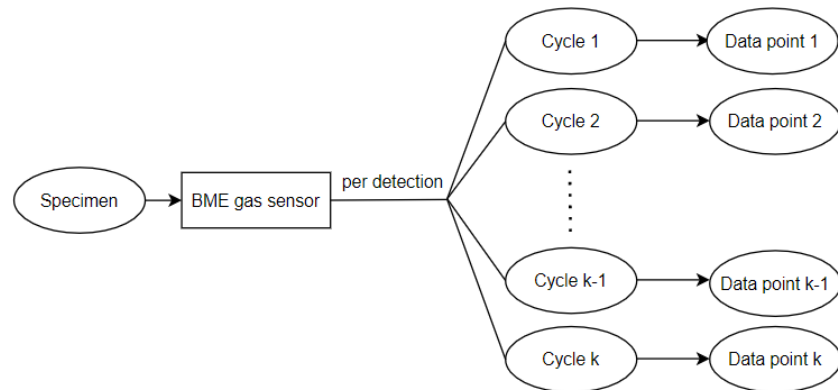 Cycle 1
Data point 1
Cycle 2
Data point 2
per detection
Specimen
BME gas sensor
Cycle k-1
Data point k-1
Cycle k
Data point k